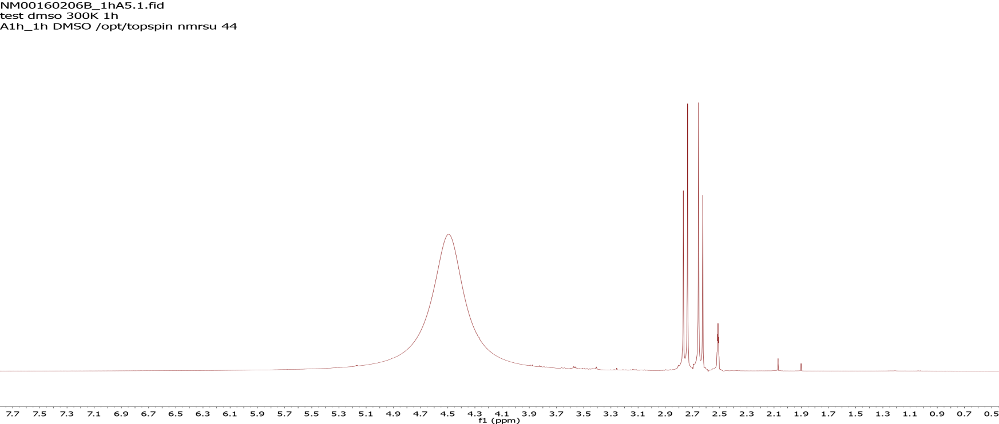 NM00160206B_1hA5.1.fid
test dmso 300K 1h
A1h_1h DMSO /opt/topspin nmrsu 44
7.7 7.5 7.3 7.1 6.9 6.7 6.5 6.3 6.1 5.9 5.7 5.5 5.3 5.1 4.9 4.7 4.5 4.3 4.1 3.9 3.7 3.5 3.3 3.1 2.9 2.7 2.5 2.3 2.1 1.9 1.7 1.5 1.3 1.1 0.9 0.7 0.5
f1 (ppm)